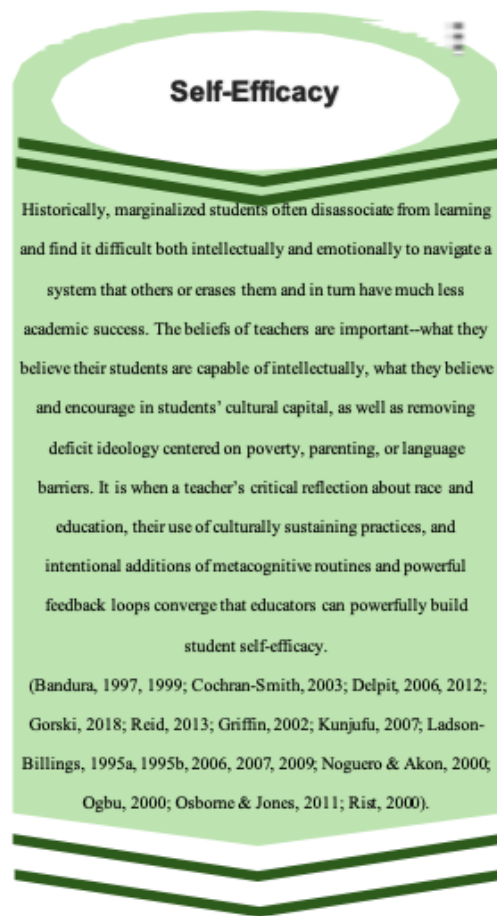 Self-Efficacy
Historically, marginalized students often disassociate from learning
and find it difficult both intellectually and emotionally to navigate a
system that others or erases them and in turn have much less
academic success. The beliefs of teachers are important--what they
believe their students are capable of intellectually, what they believe
and encourage in students' cultural capital, as well as removing
deficit ideology centered on poverty, parenting, or language
barriers. It is when a teacher's critical reflection about race and
education, their use of culturally sustaining practices, and
intentional additions of metacognitive routines and powerful
feedback loops converge that educators can powerfully build
student self-efficacy.
(Bandura, 1997, 1999; Cochran-Smith, 2003; Delpit, 2006, 2012;
Gorski, 2018; Reid, 2013; Griffin, 2002; Kunjufu, 2007; Ladson-
Billings, 1995a, 1995b, 2006, 2007, 2009; Noguero & Akon, 2000;
Ogbu, 2000; Osborne & Jones, 2011; Rist, 2000).